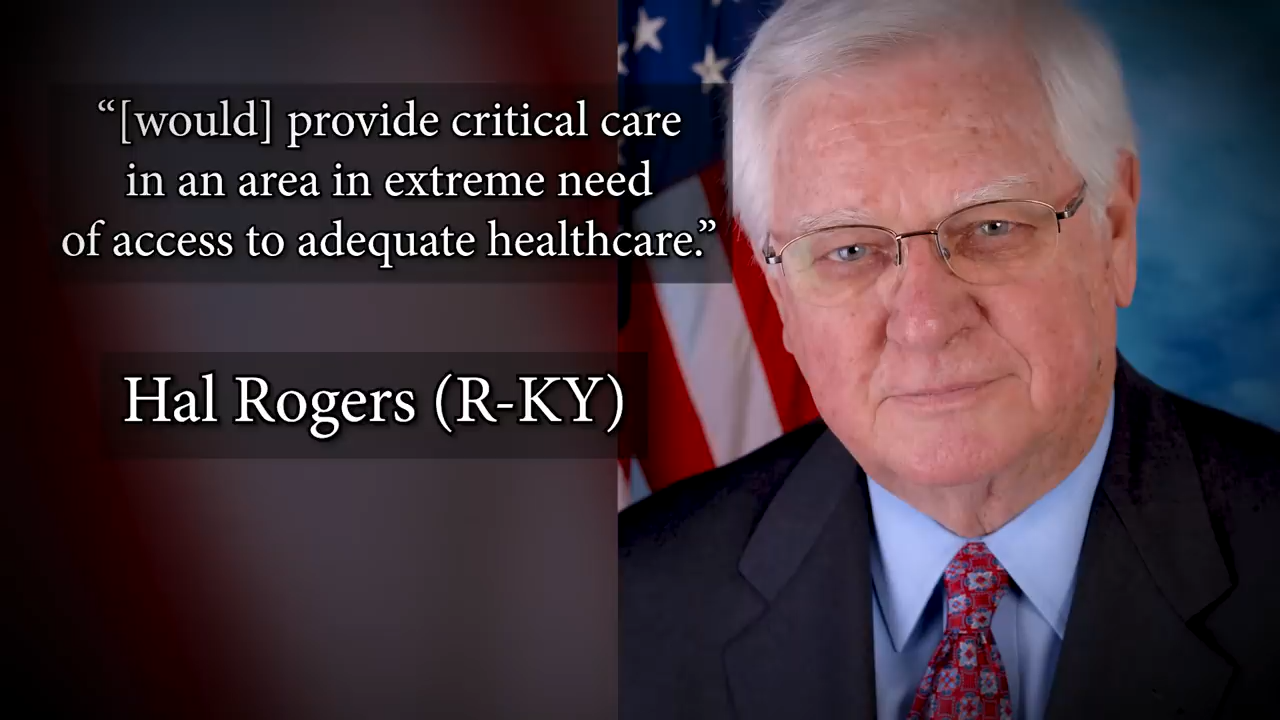 “[would] provide critical care
in an area in extreme need
of access to adequate healthcare.”
Hal Rogers (R-KY)